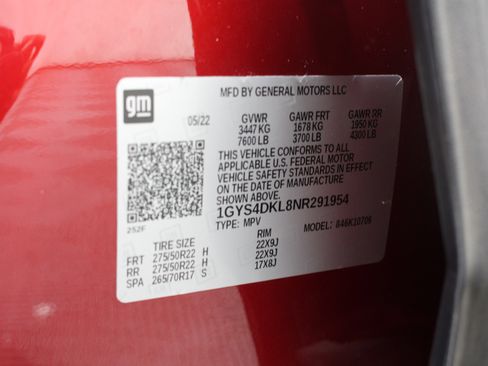 gm
MFD BY GENERAL MOTORS LLC
05/22 GVWR GAWR FRT GAWR RR
3447 KG 1678 KG 1950 KG
7600 LB 3700 LB 4300 LB
THIS VEHICLE CONFORMS TO ALL
APPLICABLE U.S. FEDERAL MOTOR
VEHICLE SAFETY STANDARDS IN EFFECT
ON THE DATE OF MANUFACTURE
SHOWN ABOVE.
1GYS4DKL8NR291954
252F TYPE: MPV MODEL: 846K10706
TIRE SIZE RIM
FRT 275/50R22 H 22X9J
RR 275/50R22 H 22X9J
SPA 265/70R17 S 17X8J